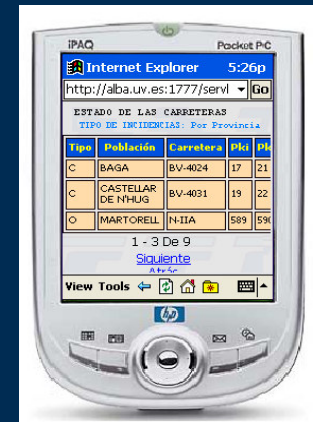 iPAQ Pocket PC
Internet Explorer 5:26p
http://alba.uv.es:1777/servl Go
ESTADO DE LAS CARRETERAS
TIPO DE INCIDENCIAS: Por Provincia
Tipo Población Carretera Pki Pk
C BAGA BV-4024 17 21
C CASTELLAR DE N'HUG BV-4031 19 22
O MARTORELL N-IIA 589 590
1 - 3 De 9
Siguiente
Atrás
View Tools
hp